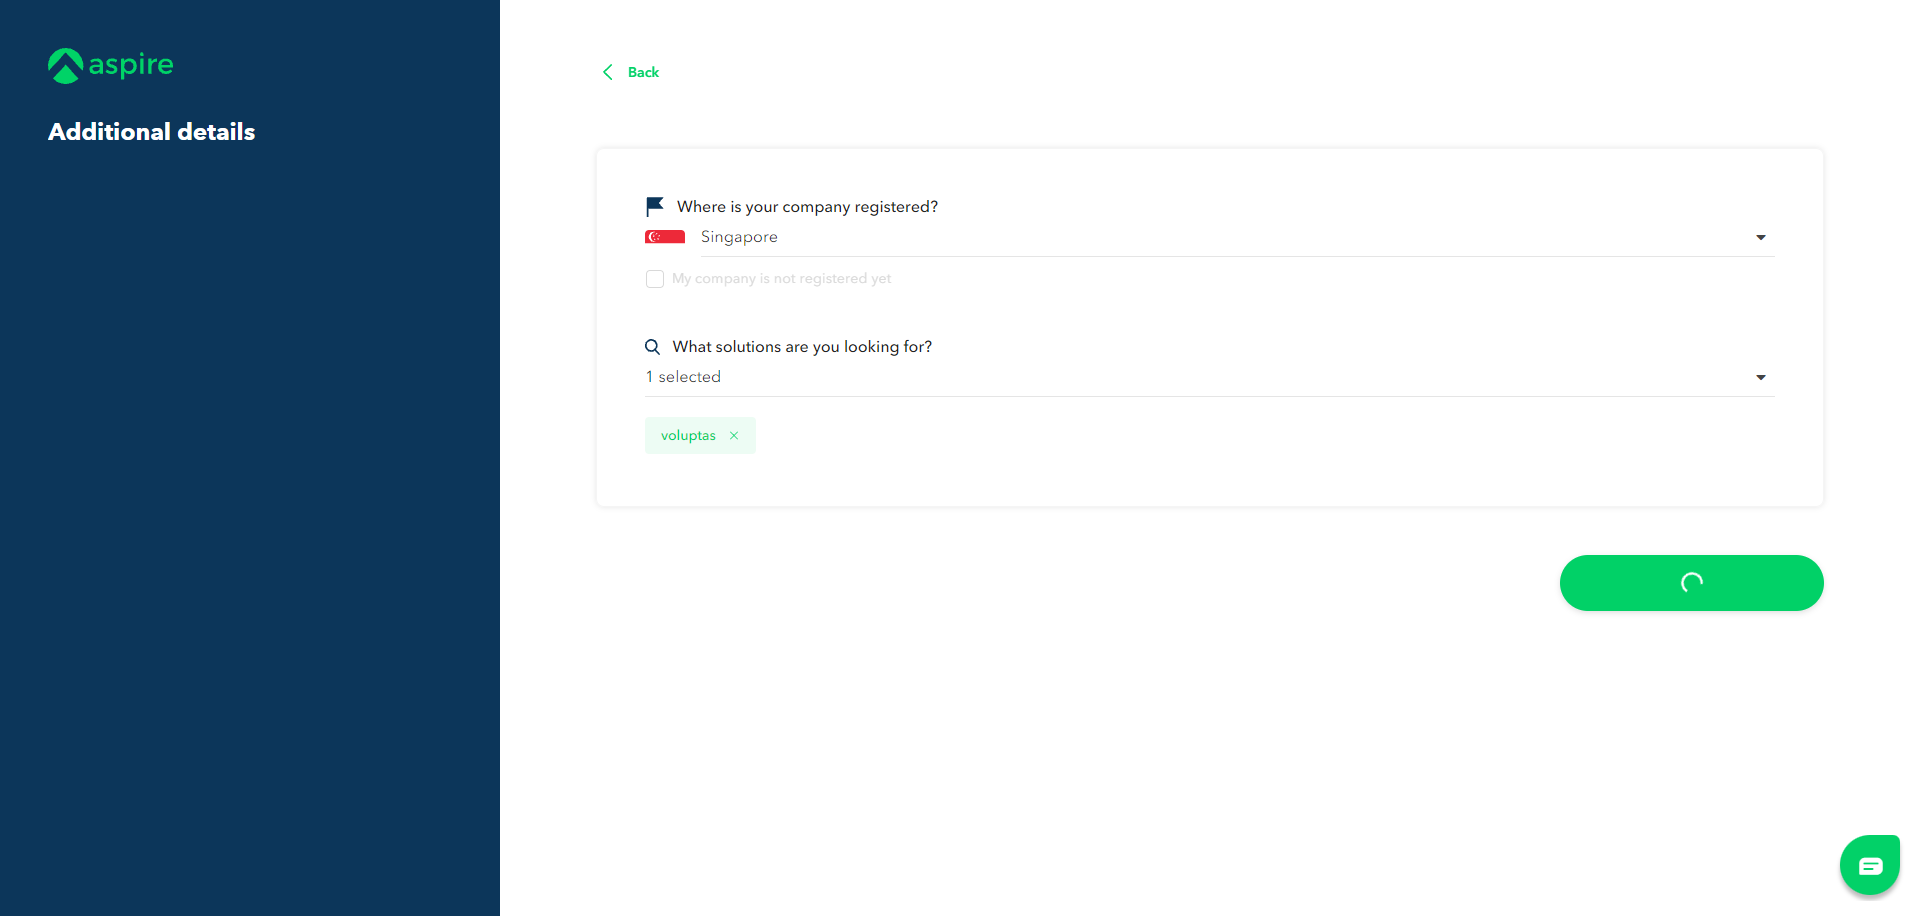 aspire
Additional details
Back
Where is your company registered?
Singapore
My company is not registered yet
What solutions are you looking for?
1 selected
voluptas